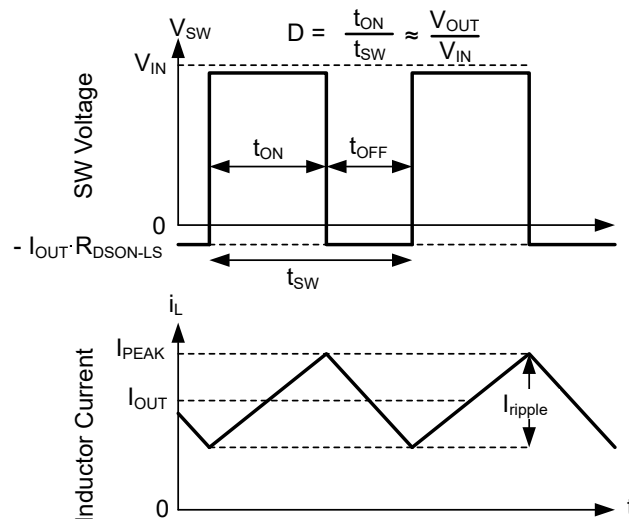 V_SW
D = t_ON / t_SW ≈ V_OUT / V_IN
V_IN
SW Voltage
t_ON
t_OFF
0
- I_OUT·R_DSON-LS
t_SW
i_L
I_PEAK
Inductor Current
I_OUT
I_ripple
0
t